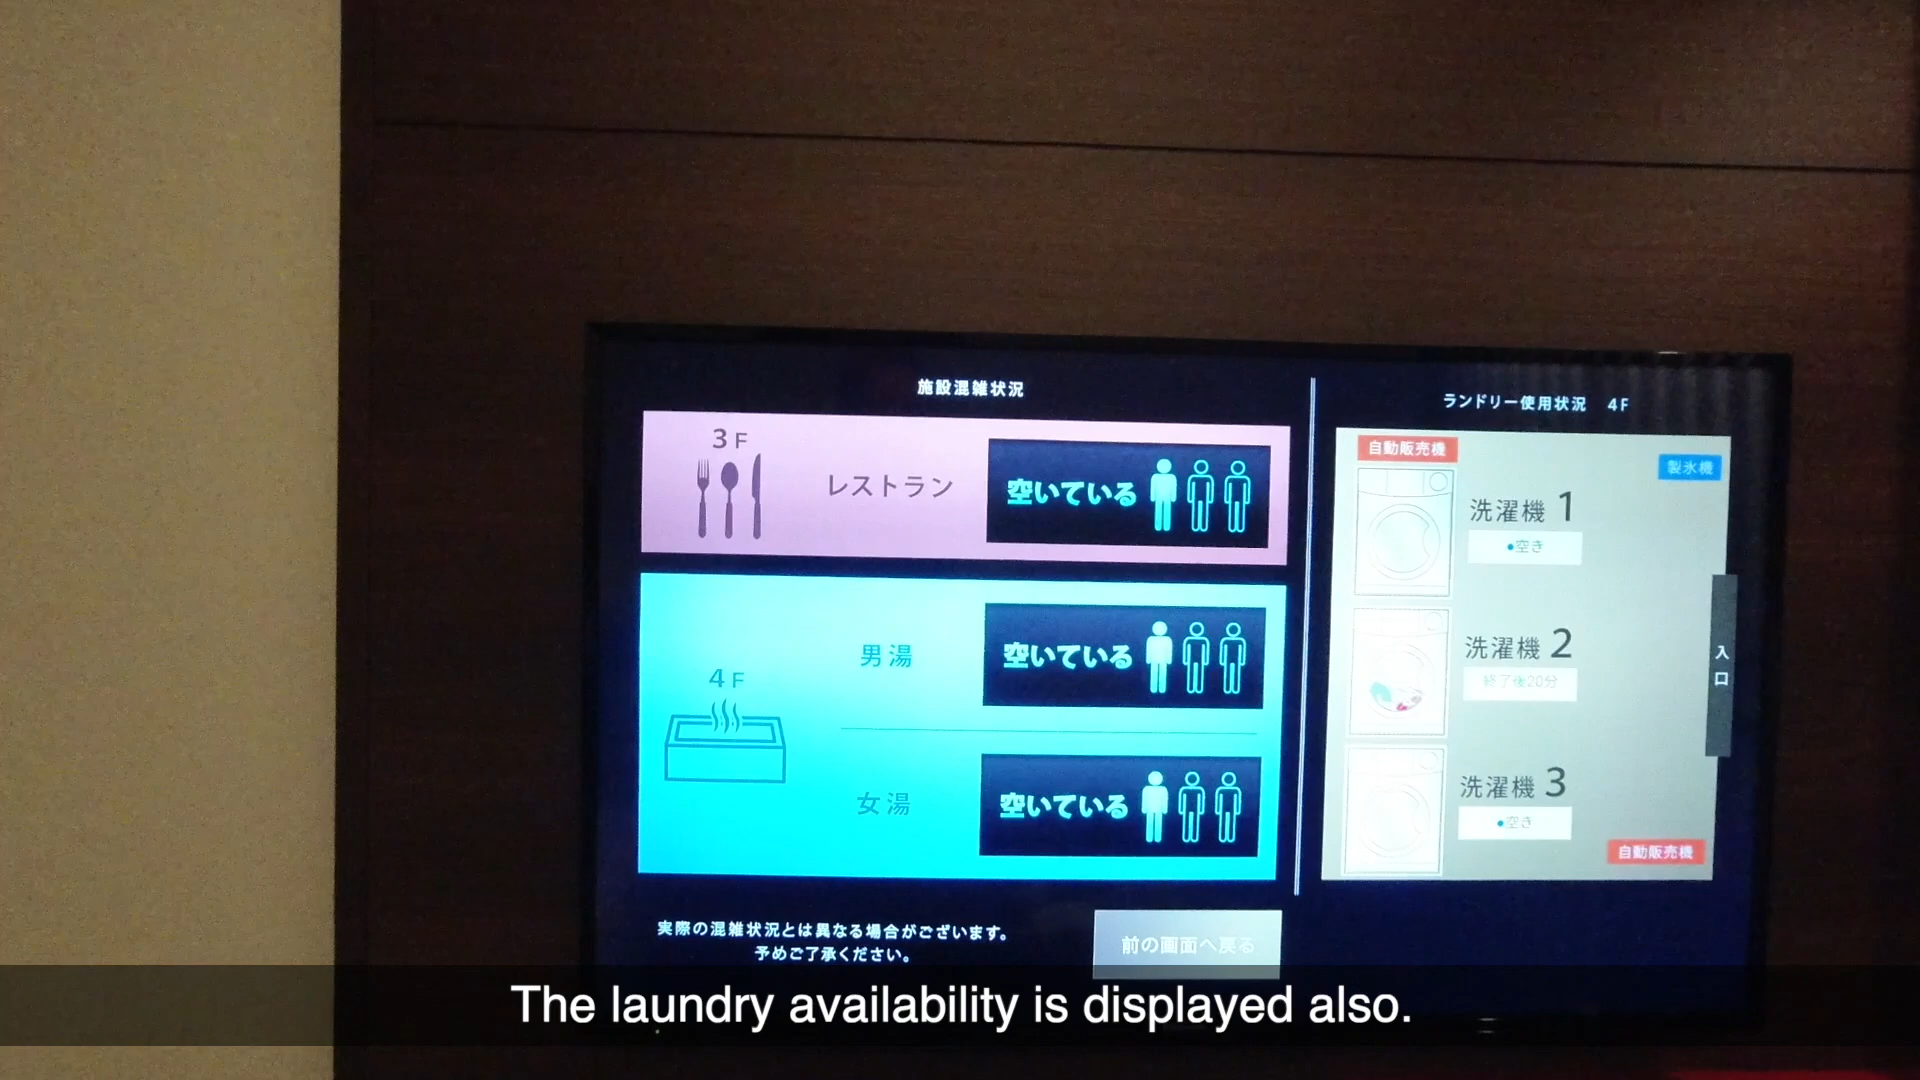 施設混雑状況
3F
レストラン
空いている
4F
男湯
空いている
女湯
空いている
実際の混雑状況とは異なる場合がございます。
予めご了承ください。
前の画面へ戻る
ランドリー使用状況 4F
自動販売機
製氷機
洗濯機 1
●空き
洗濯機 2
終了後20分
洗濯機 3
●空き
入口
自動販売機
The laundry availability is displayed also.